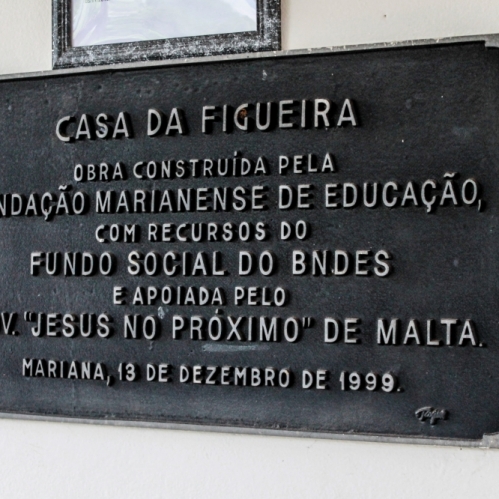 CASA DA FIGUEIRA
OBRA CONSTRUÍDA PELA
NDAÇÃO MARIANENSE DE EDUCAÇÃO,
COM RECURSOS DO
FUNDO SOCIAL DO BNDES
E APOIADA PELO
V. "JESUS NO PRÓXIMO" DE MALTA.
MARIANA, 13 DE DEZEMBRO DE 1999.